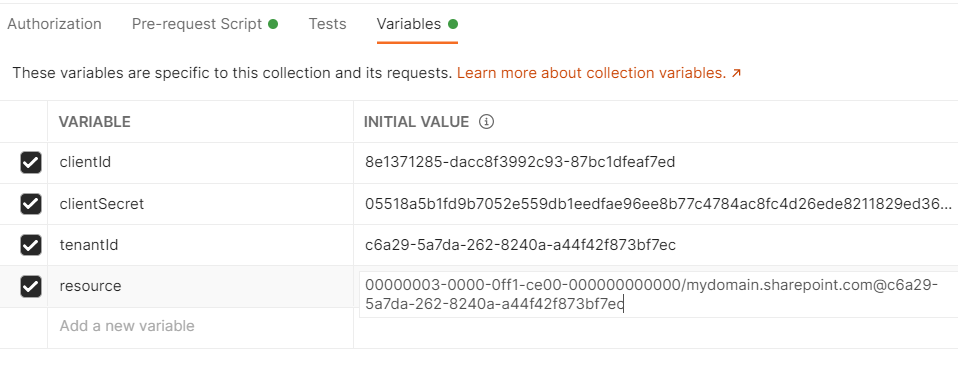 Authorization Pre-request Script Tests Variables
These variables are specific to this collection and its requests. Learn more about collection variables. ↗
VARIABLE INITIAL VALUE
clientId 8e1371285-dacc8f3992c93-87bc1dfeaf7ed
clientSecret 05518a5b1fd9b7052e559db1eedfae96ee8b77c4784ac8fc4d26ede8211829ed36...
tenantId c6a29-5a7da-262-8240a-a44f42f873bf7ec
resource 00000003-0000-0ff1-ce00-000000000000/mydomain.sharepoint.com@c6a29-
5a7da-262-8240a-a44f42f873bf7ec
Add a new variable